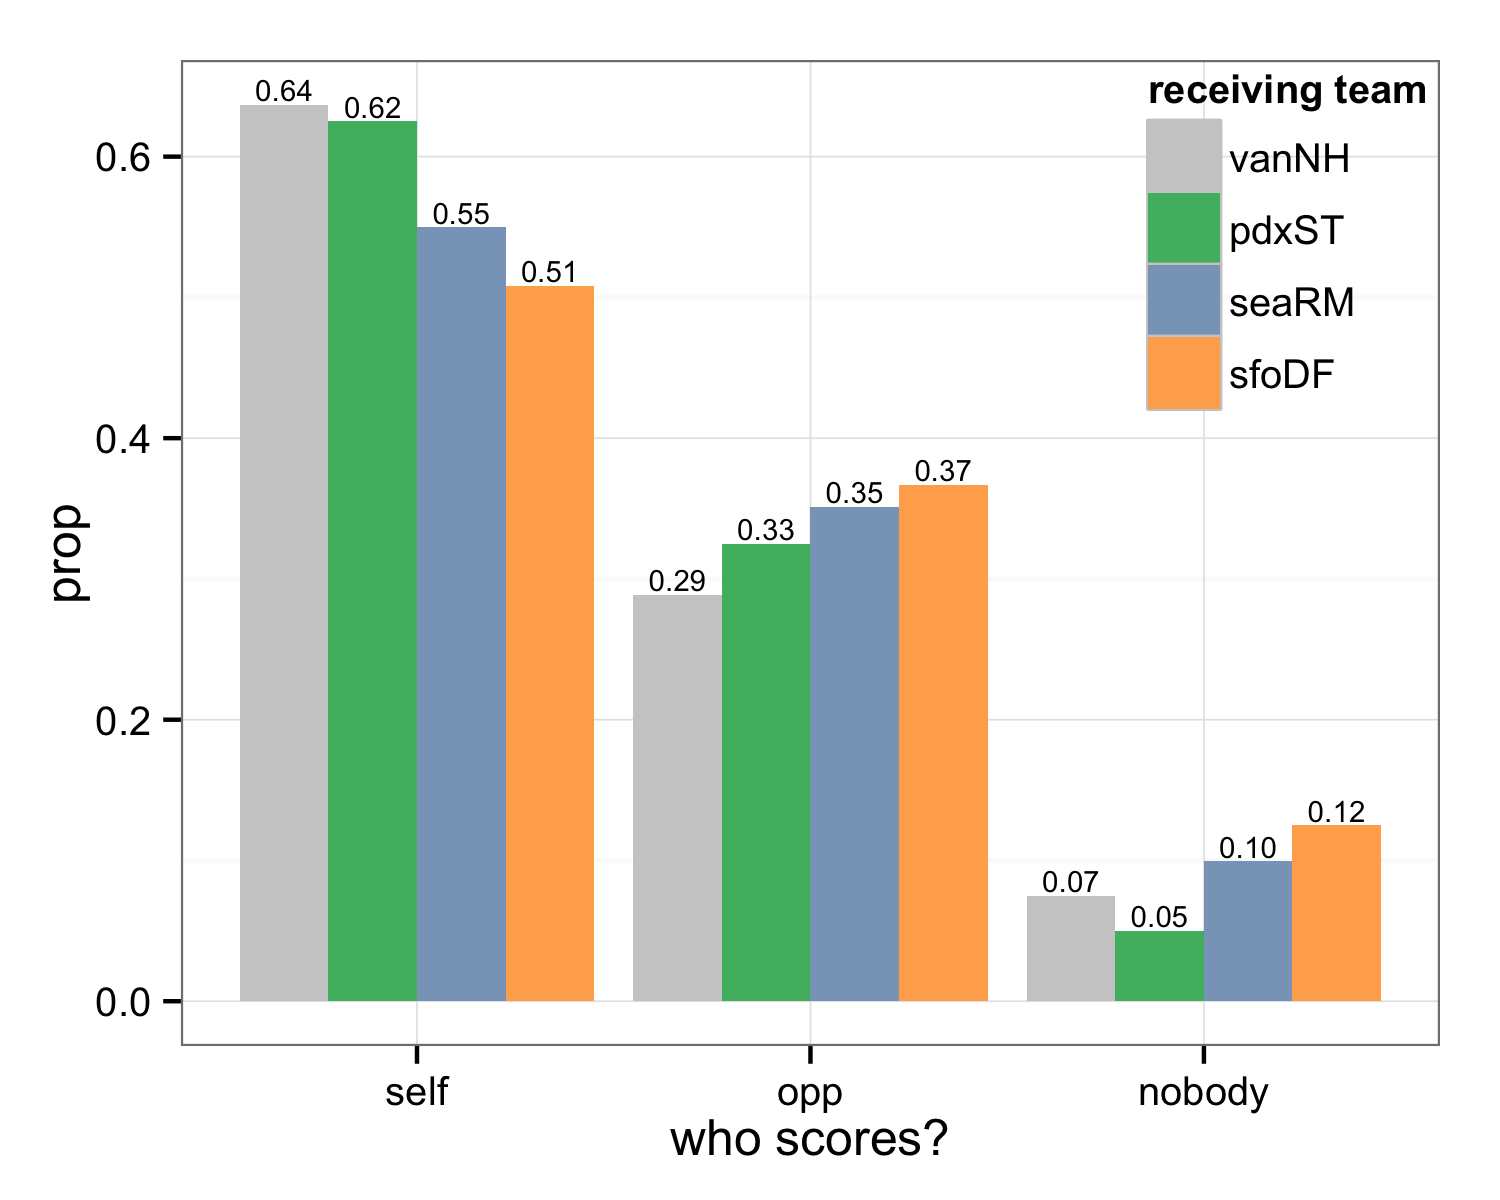 receiving team
vanNH
pdxST
seaRM
sfoDF
0.64
0.62
0.55
0.51
0.29
0.33
0.35
0.37
0.07
0.05
0.10
0.12
0.6
0.4
0.2
0.0
prop
self opp nobody
who scores?